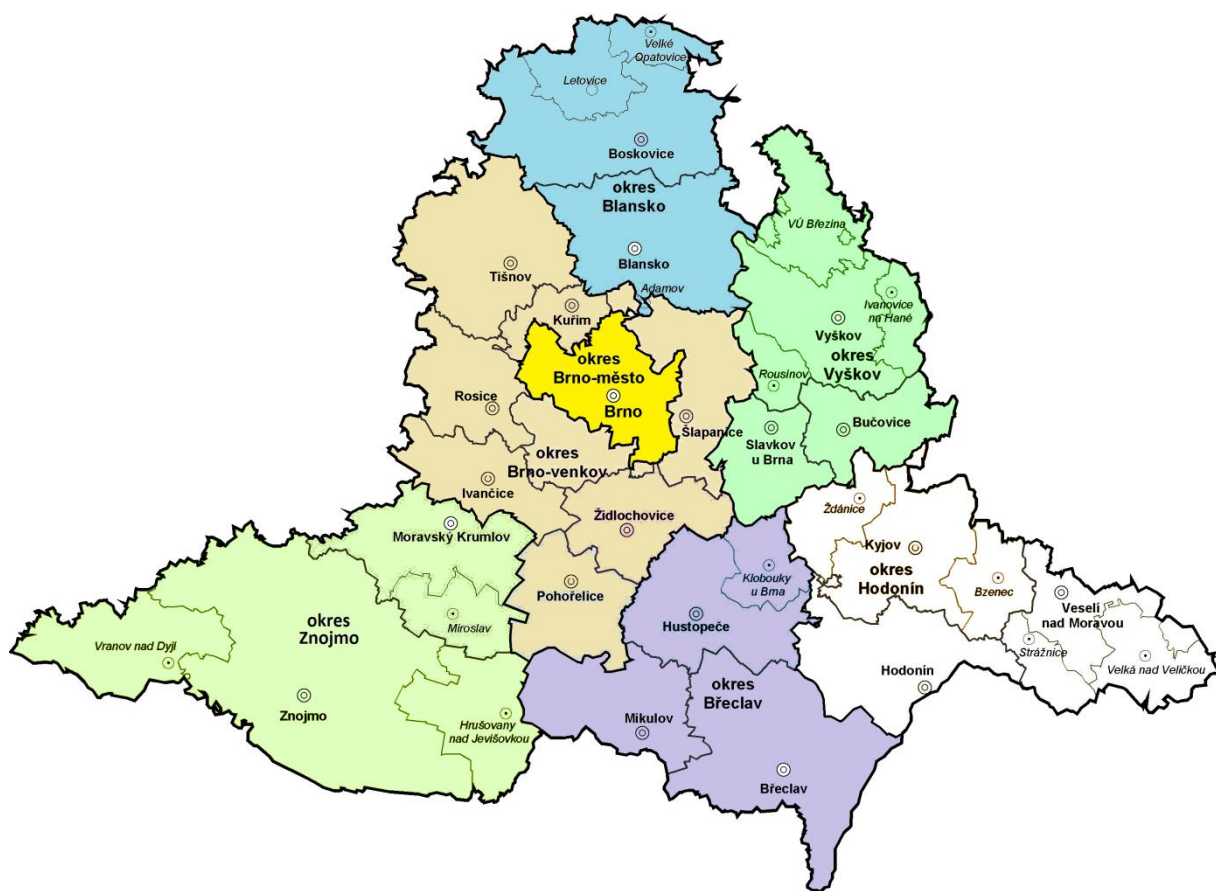 Velké
Opatovice
Letovice
Boskovice
okres
Blansko
VÚ Březina
Blansko
Tišnov
Adamov
Ivanovice
na Hané
Kuřim
Vyškov
okres
Vyškov
okres
Brno-město
Rousínov
Rosice
Brno
Šlapanice
Slavkov
u Brna
Bučovice
okres
Brno-venkov
Ivančice
Ždánice
Židlochovice
Moravský Krumlov
Kyjov
okres
Hodonín
Klobouky
u Brna
Bzenec
Pohořelice
Veselí
nad Moravou
okres
Znojmo
Miroslav
Hustopeče
Vranov nad Dyjí
Strážnice
Velká nad Veličkou
Hodonín
okres
Břeclav
Znojmo
Hrušovany
nad Jevišovkou
Mikulov
Břeclav